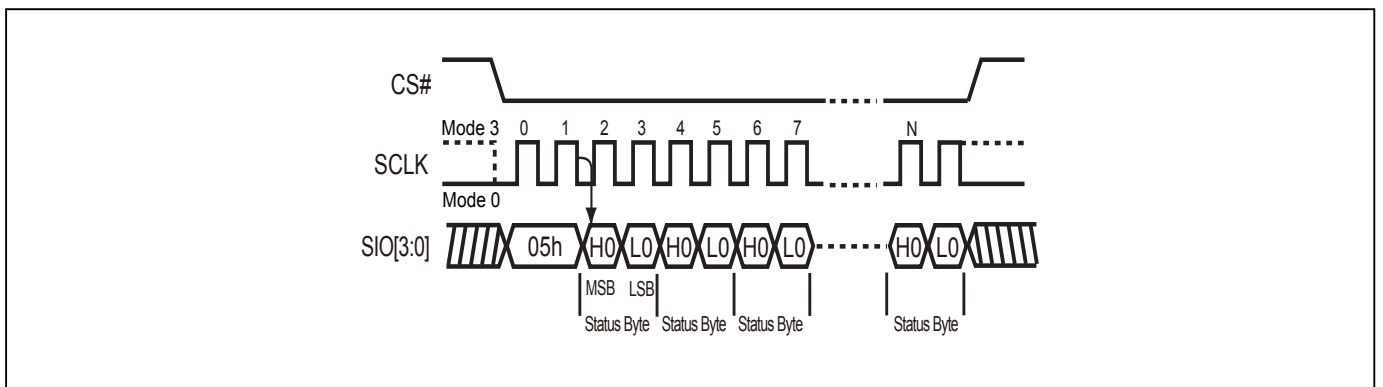 CS#
Mode 3 0 1 2 3 4 5 6 7 N
SCLK
Mode 0
SIO[3:0] 05h H0 L0 H0 L0 H0 L0 H0 L0
MSB LSB
Status Byte Status Byte Status Byte Status Byte